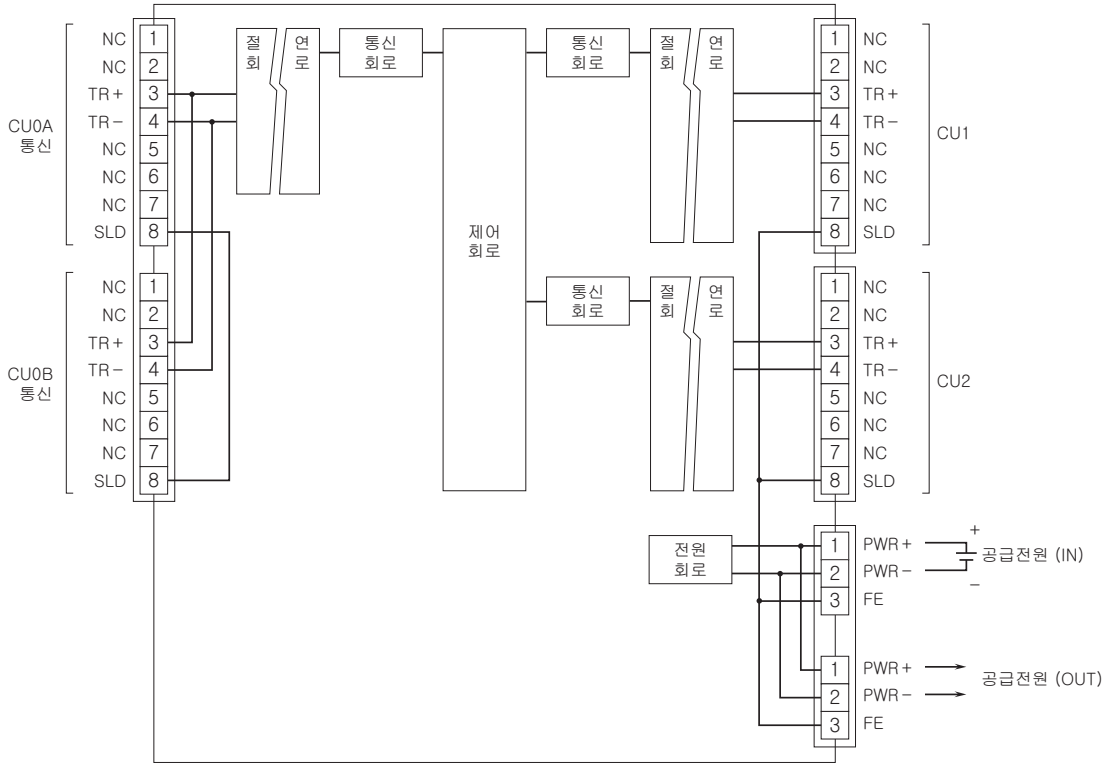 CU0A
통신
NC 1
NC 2
TR+ 3
TR− 4
NC 5
NC 6
NC 7
SLD 8
CU0B
통신
NC 1
NC 2
TR+ 3
TR− 4
NC 5
NC 6
NC 7
SLD 8
절 연
회 로
통신
회로
제어
회로
통신
회로
절 연
회 로
통신
회로
절 연
회 로
1 NC
2 NC
3 TR+
4 TR−
5 NC
6 NC
7 NC
8 SLD
CU1
1 NC
2 NC
3 TR+
4 TR−
5 NC
6 NC
7 NC
8 SLD
CU2
전원
회로
1 PWR+
2 PWR−
3 FE
+
−
공급전원 (IN)
1 PWR+
2 PWR−
3 FE
공급전원 (OUT)